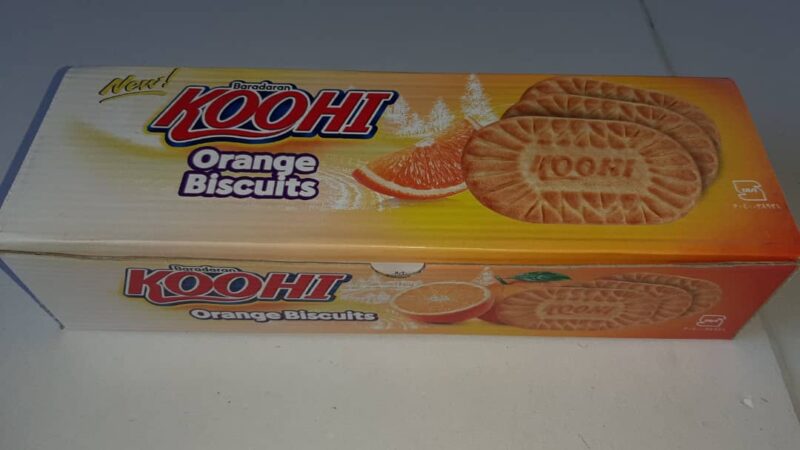 New!
Baradaran
KOOHI
Orange
Biscuits
KOOHI
Baradaran
KOOHI
Orange Biscuits
KOOHI